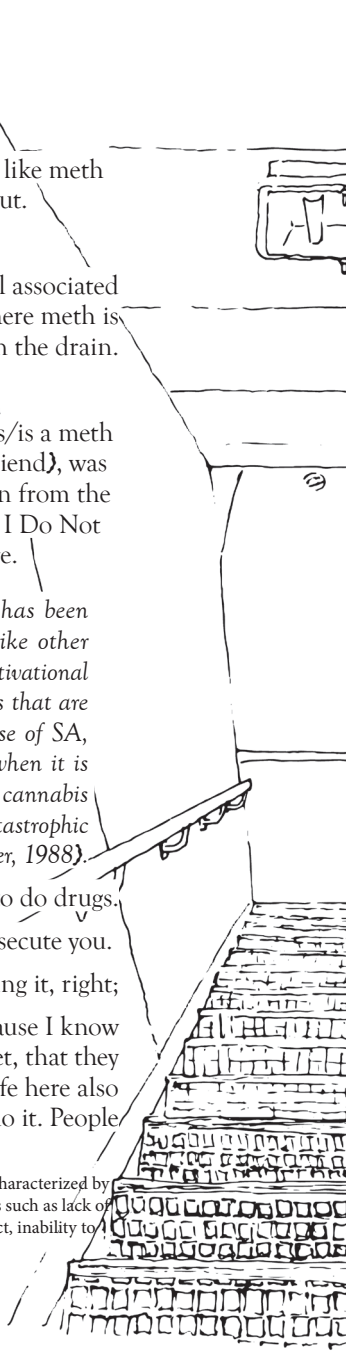 like meth
ut.
l associated
ere meth is
n the drain.
s/is a meth
iend), was
n from the
I Do Not
e.
has been
ike other
tivational
s that are
se of SA,
when it is
cannabis
tastrophic
er, 1988).
o do drugs.
secute you.
ng it, right;
ause I know
et, that they
fe here also
o it. People
haracterized by
s such as lack of
ct, inability to